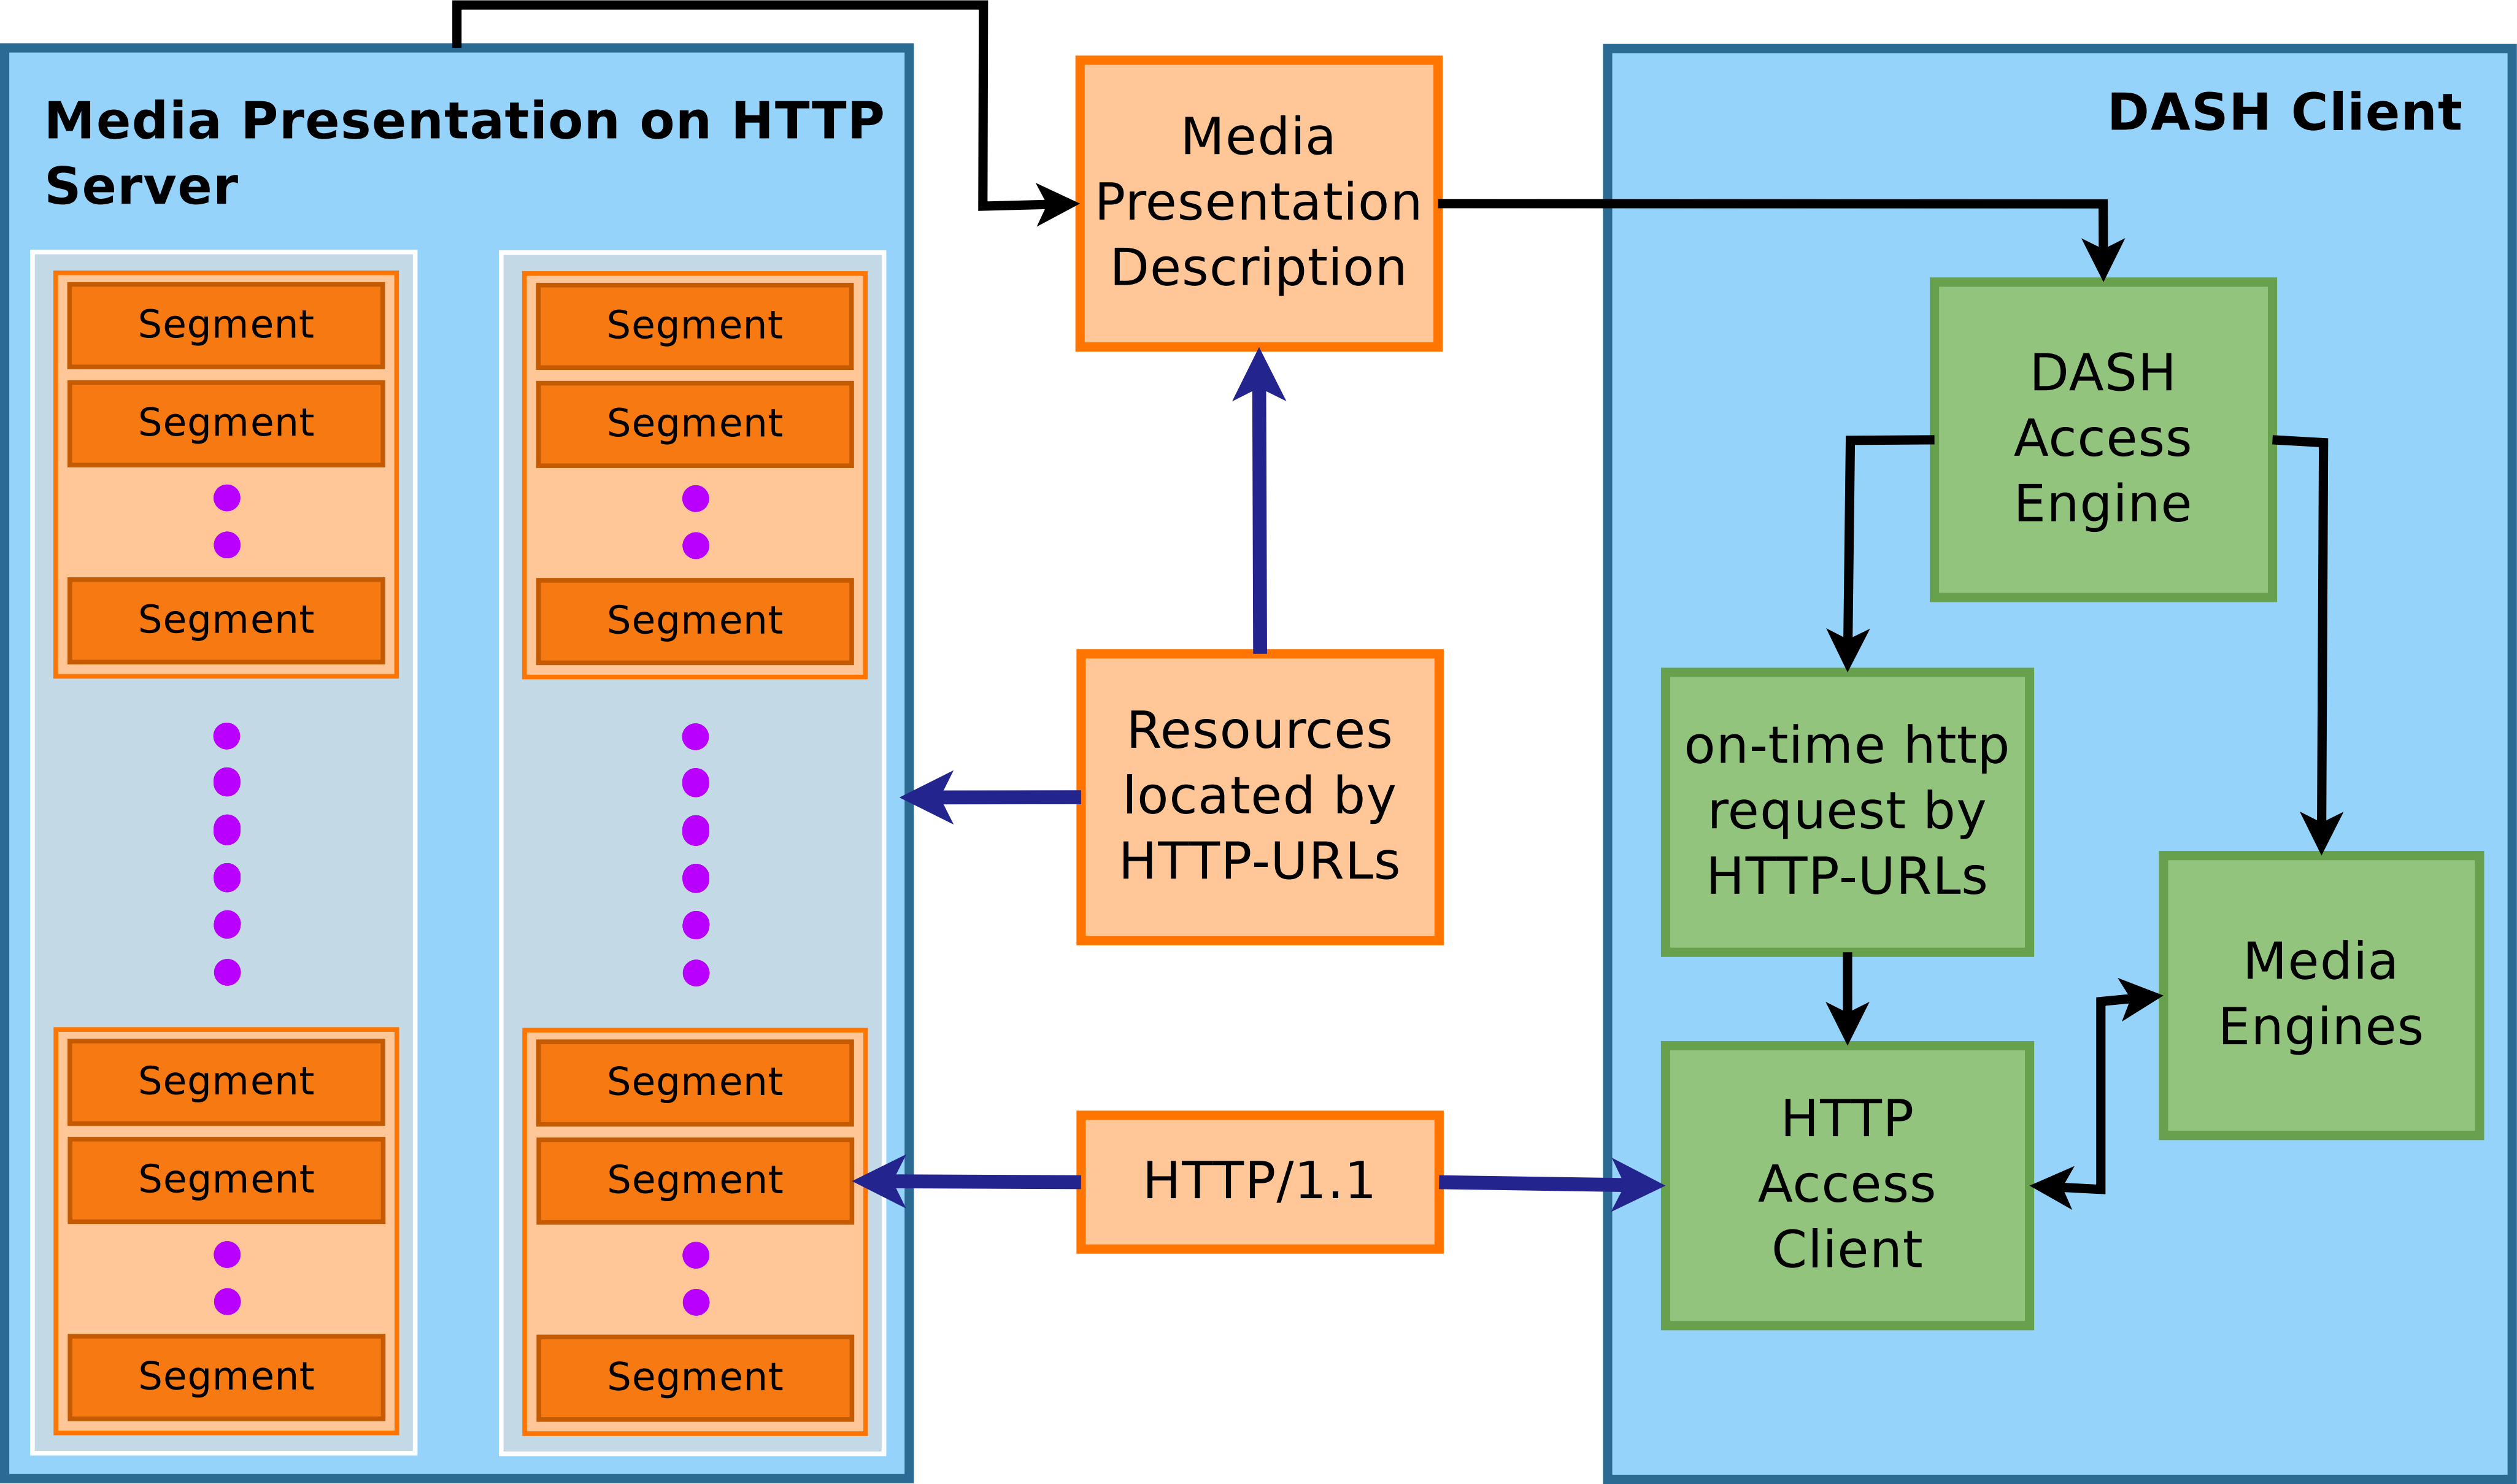 Media Presentation on HTTP
Server
Segment
Segment
Segment
Segment
Segment
Segment
Segment
Segment
Segment
Segment
Segment
Segment
Media
Presentation
Description
Resources
located by
HTTP-URLs
HTTP/1.1
DASH Client
DASH
Access
Engine
on-time http
request by
HTTP-URLs
Media
Engines
HTTP
Access
Client